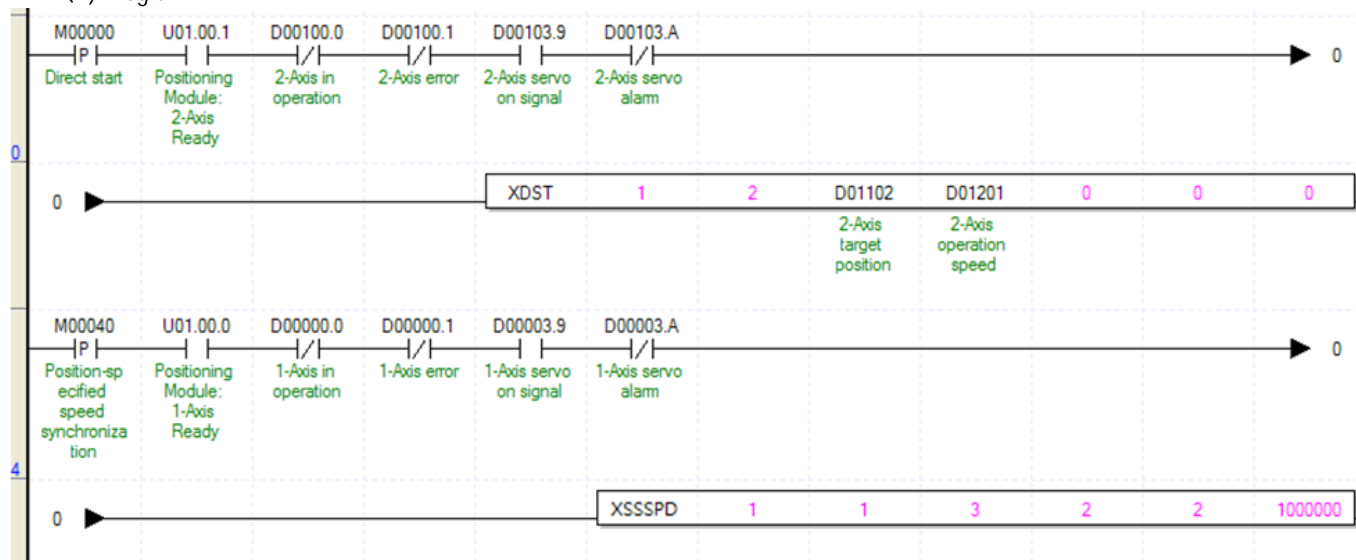 M00000 U01.00.1 D00100.0 D00100.1 D00103.9 D00103.A
P / / /
Direct start Positioning 2-Axis in 2-Axis error 2-Axis servo 2-Axis servo 0
Module: operation on signal alarm
2-Axis
Ready
0
0 XDST 1 2 D01102 D01201 0 0 0
2-Axis 2-Axis
target operation
position speed
M00040 U01.00.0 D00000.0 D00000.1 D00003.9 D00003.A
P / / /
Position-sp Positioning 1-Axis in 1-Axis error 1-Axis servo 1-Axis servo 0
ecified Module: operation on signal alarm
speed 1-Axis
synchroniza Ready
tion
4
0 XSSSPD 1 1 3 2 2 1000000